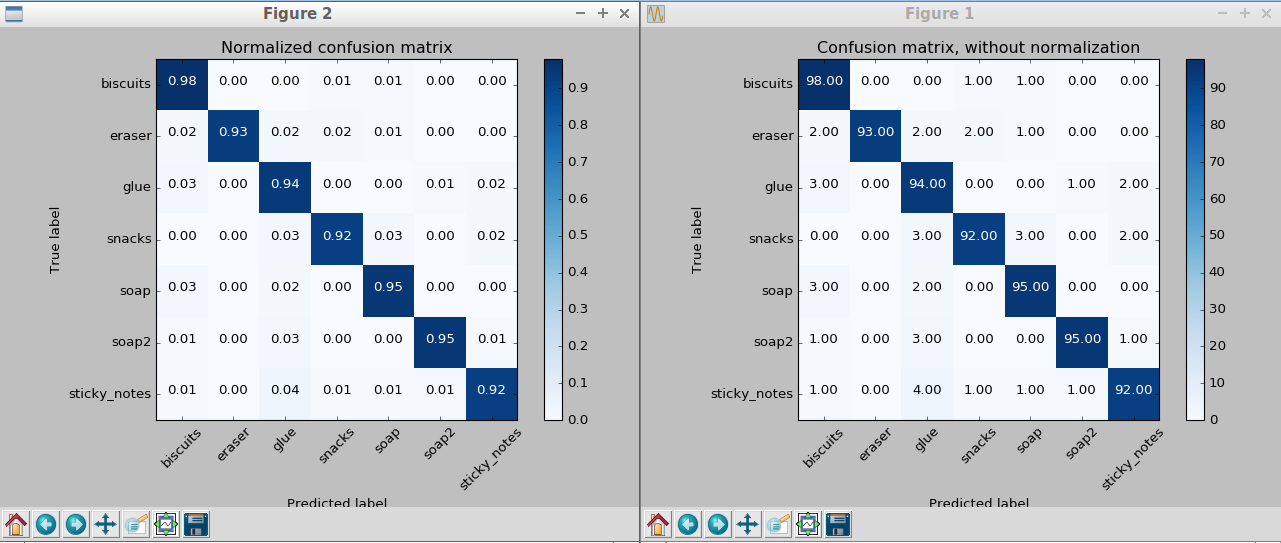 Figure 2
Normalized confusion matrix
biscuits 0.98 0.00 0.00 0.01 0.01 0.00 0.00
eraser 0.02 0.93 0.02 0.02 0.01 0.00 0.00
glue 0.03 0.00 0.94 0.00 0.00 0.01 0.02
snacks 0.00 0.00 0.03 0.92 0.03 0.00 0.02
soap 0.03 0.00 0.02 0.00 0.95 0.00 0.00
soap2 0.01 0.00 0.03 0.00 0.00 0.95 0.01
sticky_notes 0.01 0.00 0.04 0.01 0.01 0.01 0.92
True label
biscuits eraser glue snacks soap soap2 sticky_notes
Predicted label
0.9
0.8
0.7
0.6
0.5
0.4
0.3
0.2
0.1
0.0
Figure 1
Confusion matrix, without normalization
biscuits 98.00 0.00 0.00 1.00 1.00 0.00 0.00
eraser 2.00 93.00 2.00 2.00 1.00 0.00 0.00
glue 3.00 0.00 94.00 0.00 0.00 1.00 2.00
snacks 0.00 0.00 3.00 92.00 3.00 0.00 2.00
soap 3.00 0.00 2.00 0.00 95.00 0.00 0.00
soap2 1.00 0.00 3.00 0.00 0.00 95.00 1.00
sticky_notes 1.00 0.00 4.00 1.00 1.00 1.00 92.00
True label
biscuits eraser glue snacks soap soap2 sticky_notes
Predicted label
90
80
70
60
50
40
30
20
10
0